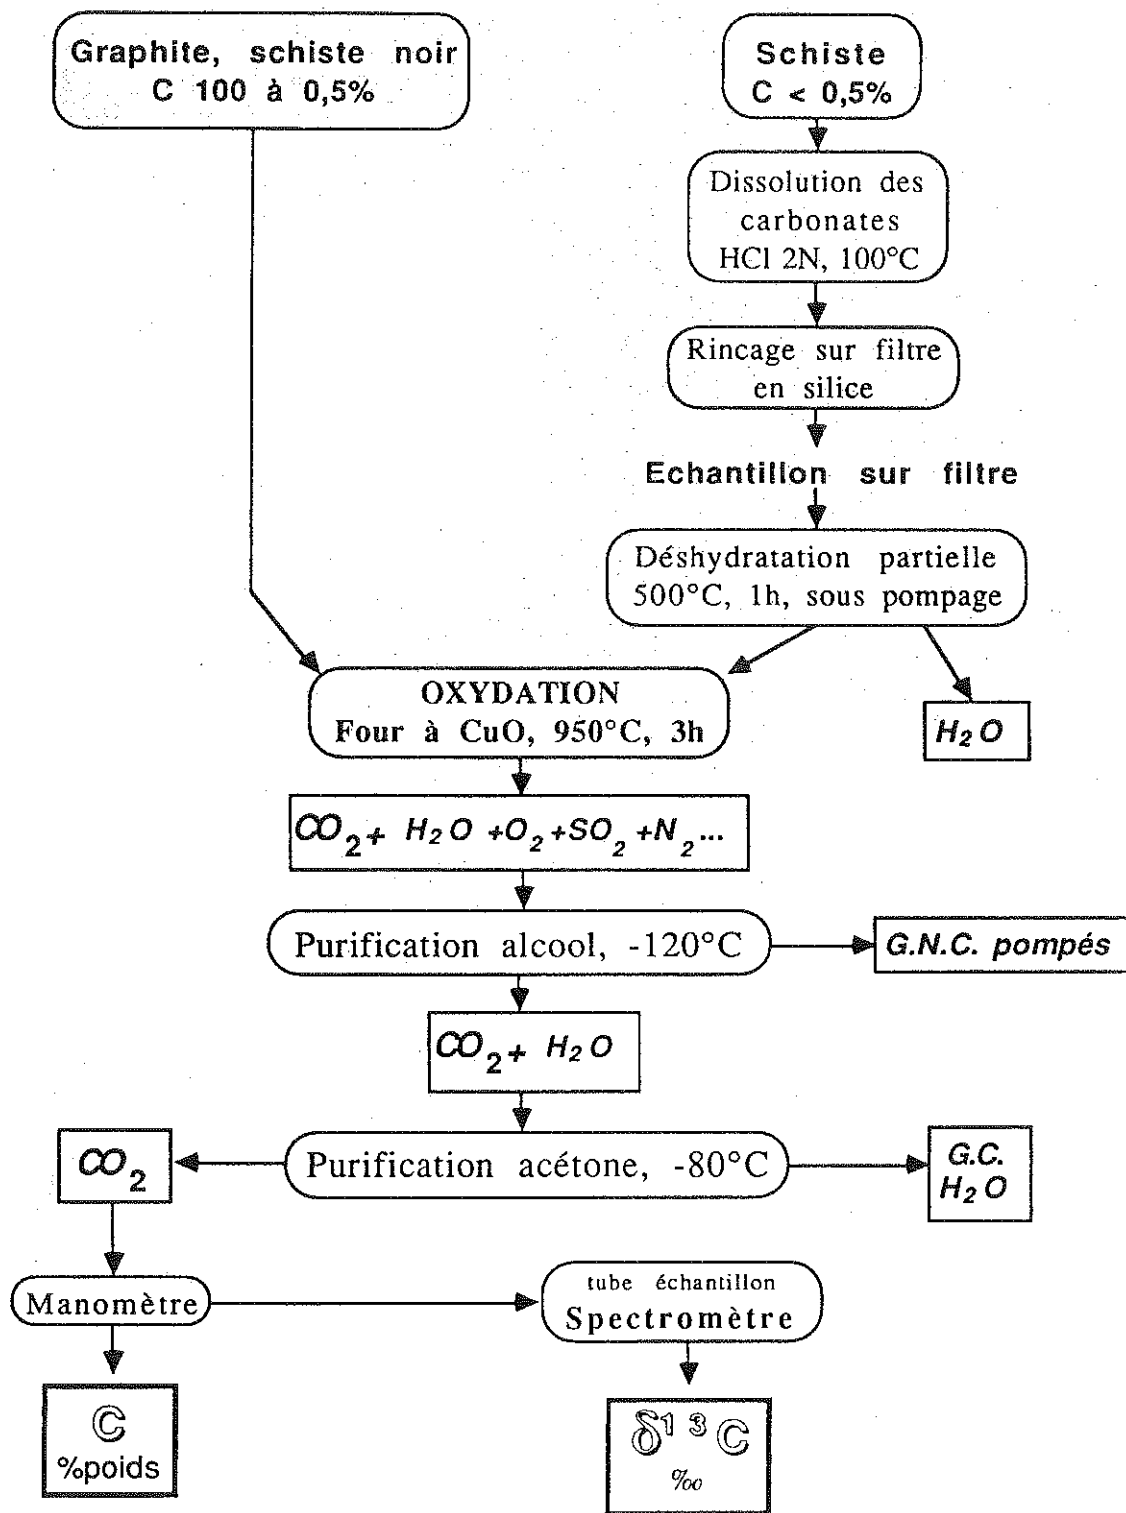 Graphite, schiste noir
C 100 à 0,5%
Schiste
C < 0,5%
Dissolution des
carbonates
HCl 2N, 100°C
Rincage sur filtre
en silice
Echantillon sur filtre
Déshydratation partielle
500°C, 1h, sous pompage
OXYDATION
Four à CuO, 950°C, 3h
H2O
CO2 + H2O + O2 + SO2 + N2...
Purification alcool, -120°C
G.N.C. pompés
CO2 + H2O
CO2
Purification acétone, -80°C
G.C.
H2O
Manomètre
tube échantillon
Spectromètre
C
%poids
δ13C
‰